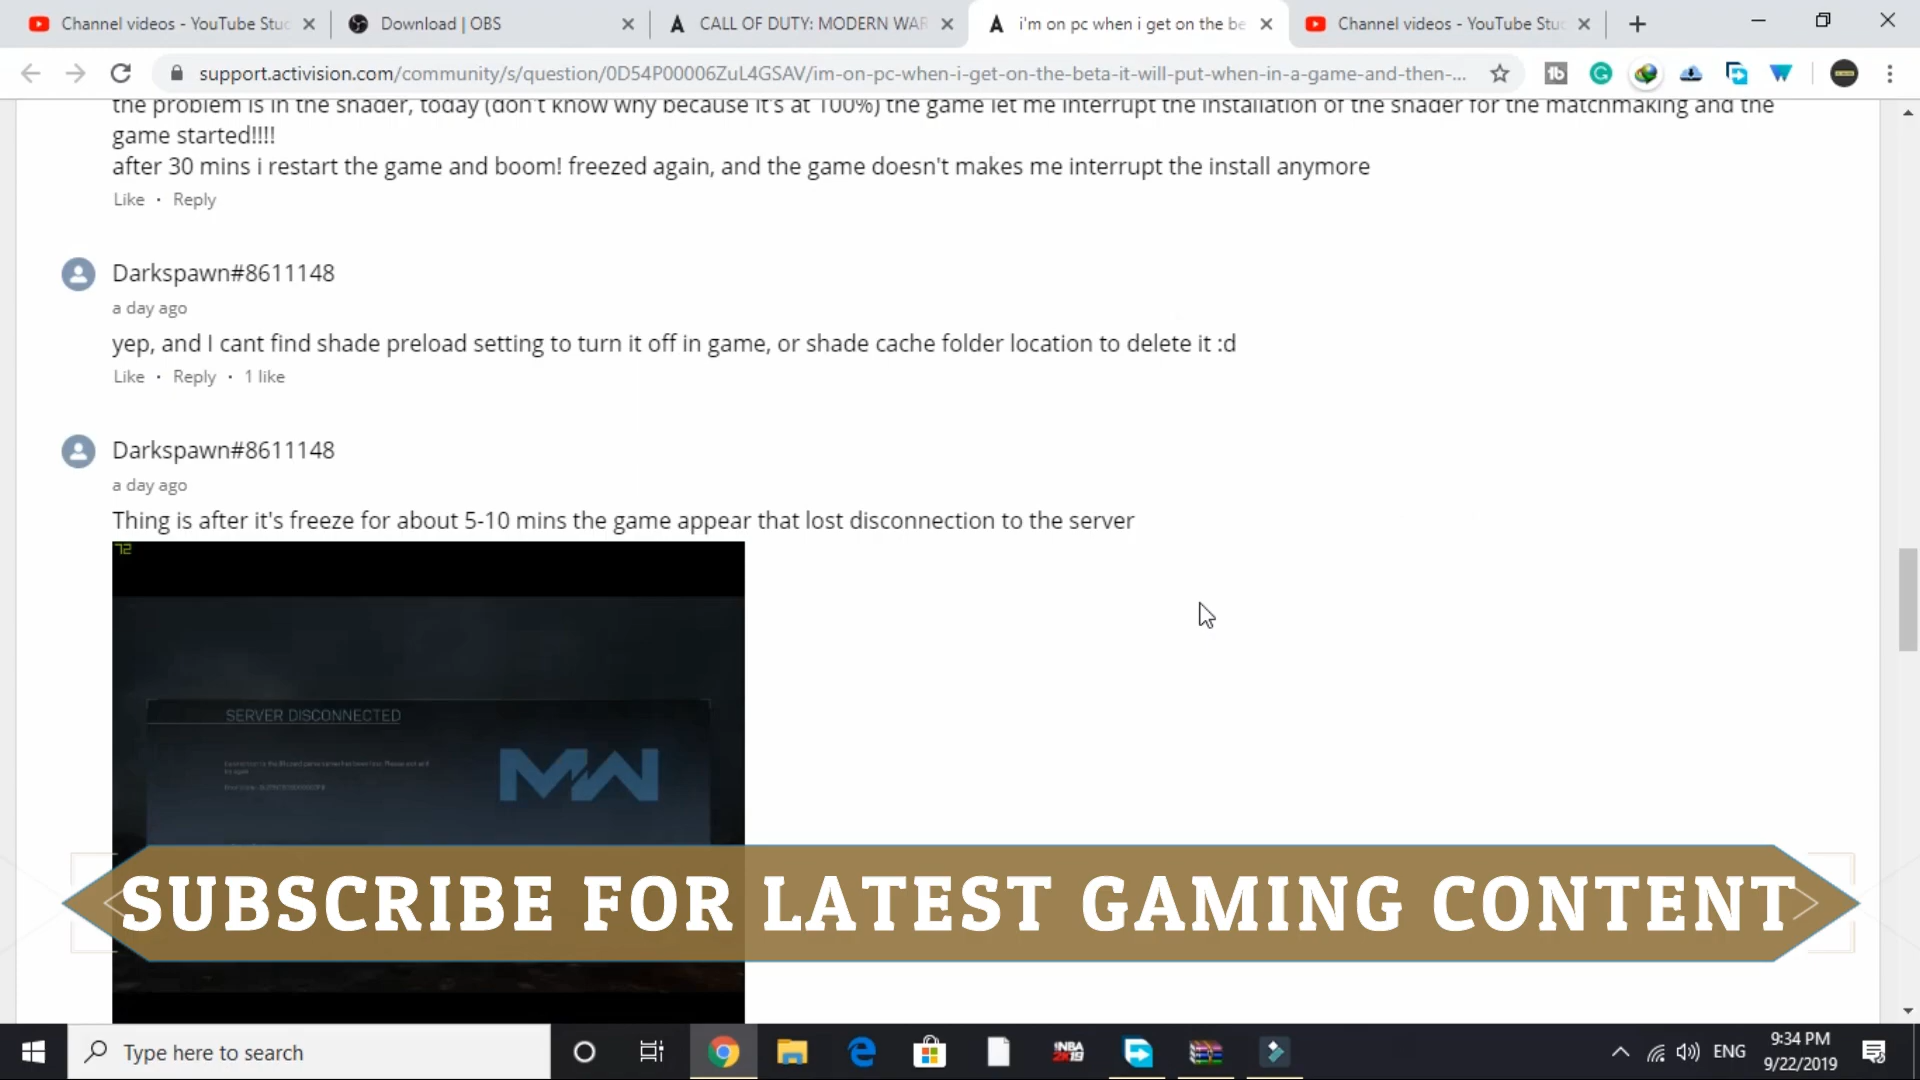 Channel videos - YouTube Stu
Download | OBS
CALL OF DUTY: MODERN WAR
i'm on pc when i get on the be
Channel videos - YouTube Stu
support.activision.com/community/s/question/0D54P00006ZuL4GSAV/im-on-pc-when-i-get-on-the-beta-it-will-put-when-in-a-game-and-then-...
the problem is in the shader, today (don't know why because it's at 100%) the game let me interrupt the installation of the shader for the matchmaking and the
game started!!!!
after 30 mins i restart the game and boom! freezed again, and the game doesn't makes me interrupt the install anymore
Like · Reply
Darkspawn#8611148
a day ago
yep, and I cant find shade preload setting to turn it off in game, or shade cache folder location to delete it :d
Like · Reply · 1 like
Darkspawn#8611148
a day ago
Thing is after it's freeze for about 5-10 mins the game appear that lost disconnection to the server
72
SERVER DISCONNECTED
MW
SUBSCRIBE FOR LATEST GAMING CONTENT
Type here to search
NBA
2K19
ENG
9:34 PM
9/22/2019